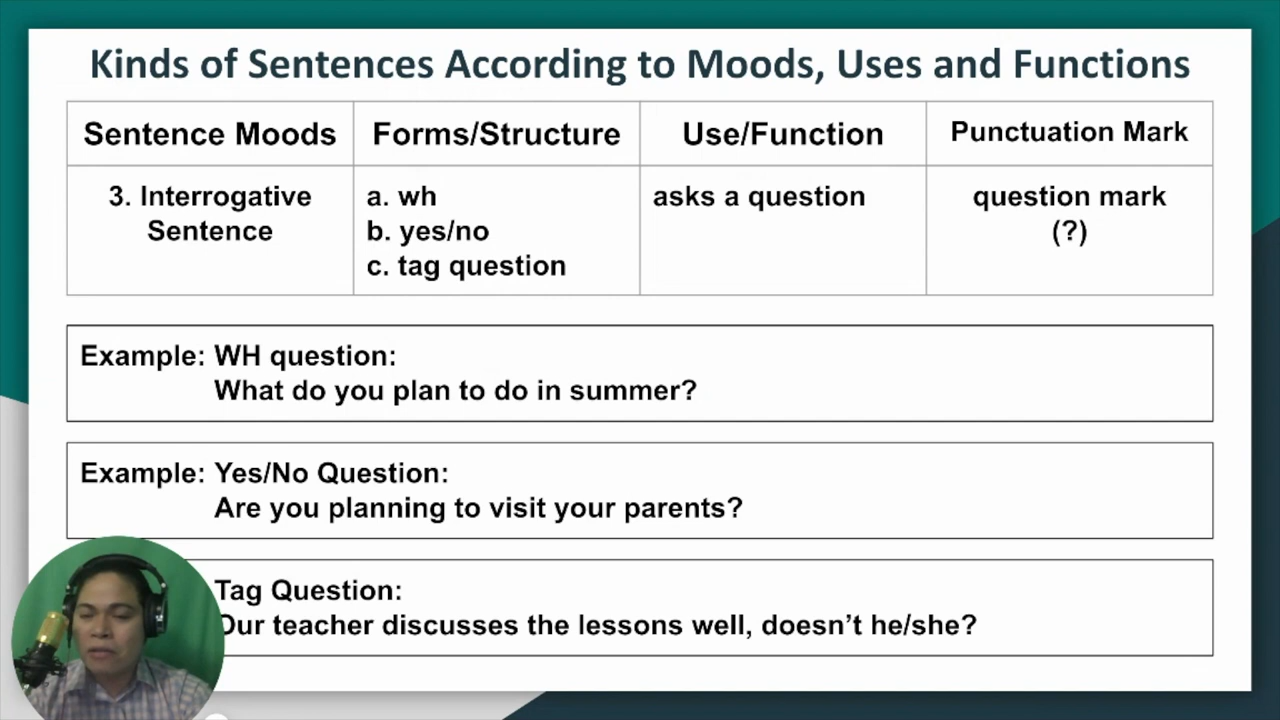 Kinds of Sentences According to Moods, Uses and Functions
Sentence Moods
Forms/Structure
Use/Function
Punctuation Mark
3. Interrogative
Sentence
a. wh
b. yes/no
c. tag question
asks a question
question mark
(?)
Example: WH question:
What do you plan to do in summer?
Example: Yes/No Question:
Are you planning to visit your parents?
Tag Question:
Our teacher discusses the lessons well, doesn’t he/she?